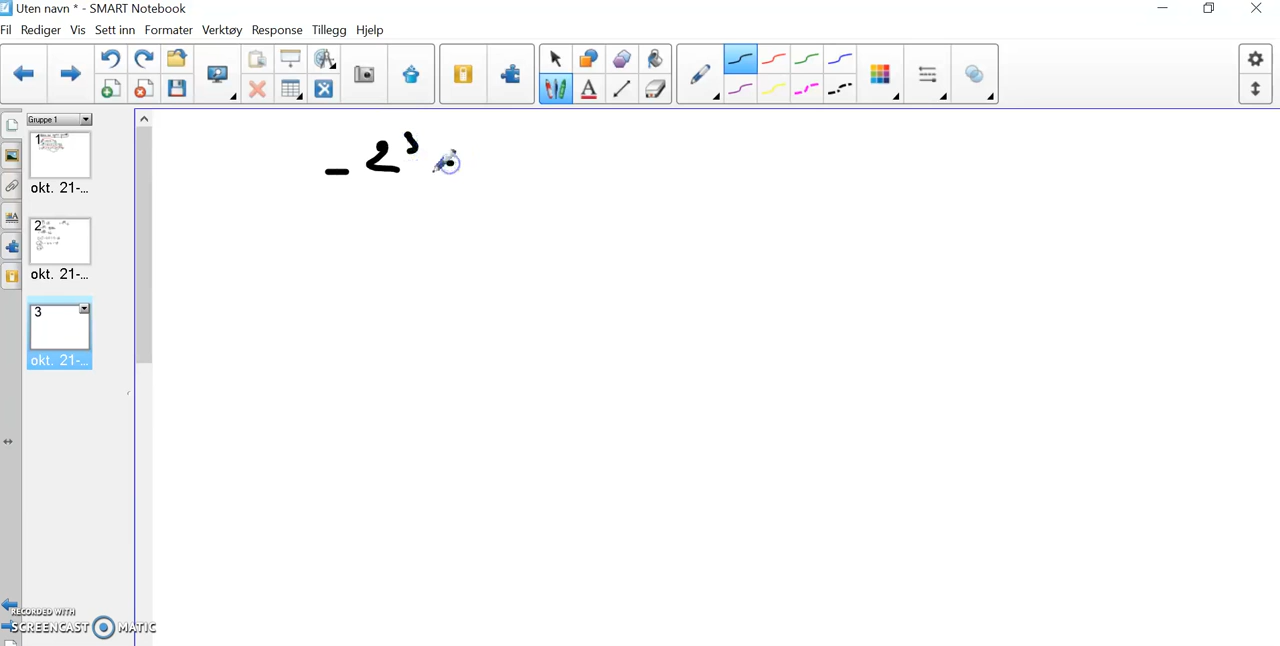 Uten navn * - SMART Notebook
Fil Rediger Vis Sett inn Formater Verktøy Response Tillegg Hjelp
Gruppe 1
1
okt. 21-...
2
okt. 21-...
3
okt. 21-...
- 2³
RECORDED WITH
SCREENCAST MATIC